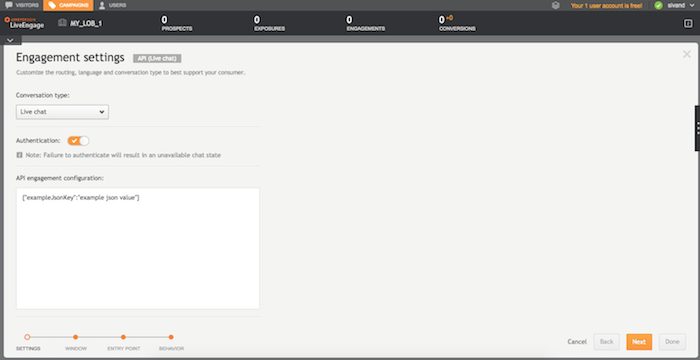 VISITORS CAMPAIGNS USERS Your 1 user account is free! sivand
LIVEPERSON
LiveEngage MY_LOB_1 0 PROSPECTS 0 EXPOSURES 0 ENGAGEMENTS 0 +0 CONVERSIONS
Engagement settings API (Live chat)
Customize the routing, language and conversation type to best support your consumer.
Conversation type:
Live chat
Authentication:
Note: Failure to authenticate will result in an unavailable chat state
API engagement configuration:
{"exampleJsonKey":"example json value"}
Cancel Back Next Done
SETTINGS WINDOW ENTRY POINT BEHAVIOR